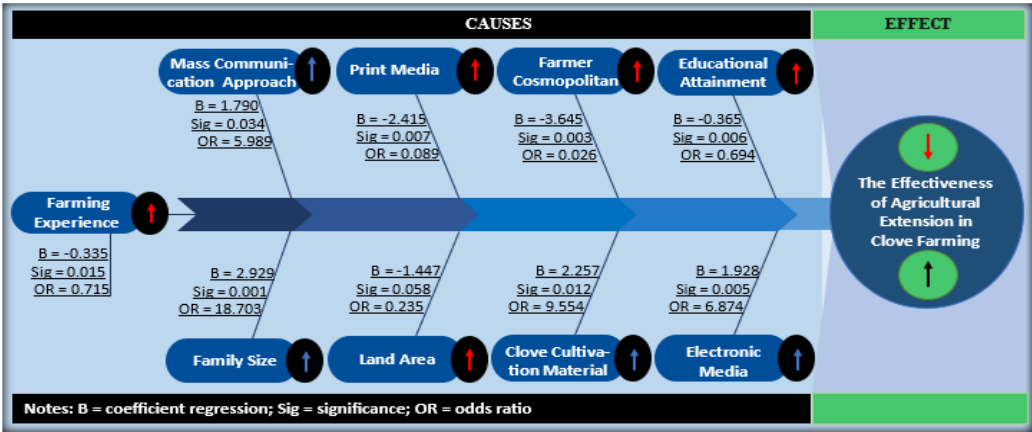 CAUSES
EFFECT
Mass Communi-
cation Approach
Print Media
Farmer
Cosmopolitan
Educational
Attainment
B = 1.790
Sig = 0.034
OR = 5.989
B = -2.415
Sig = 0.007
OR = 0.089
B = -3.645
Sig = 0.003
OR = 0.026
B = -0.365
Sig = 0.006
OR = 0.694
Farming
Experience
B = -0.335
Sig = 0.015
OR = 0.715
The Effectiveness
of Agricultural
Extension in
Clove Farming
B = 2.929
Sig = 0.001
OR = 18.703
B = -1.447
Sig = 0.058
OR = 0.235
B = 2.257
Sig = 0.012
OR = 9.554
B = 1.928
Sig = 0.005
OR = 6.874
Family Size
Land Area
Clove Cultiva-
tion Material
Electronic
Media
Notes: B = coefficient regression; Sig = significance; OR = odds ratio